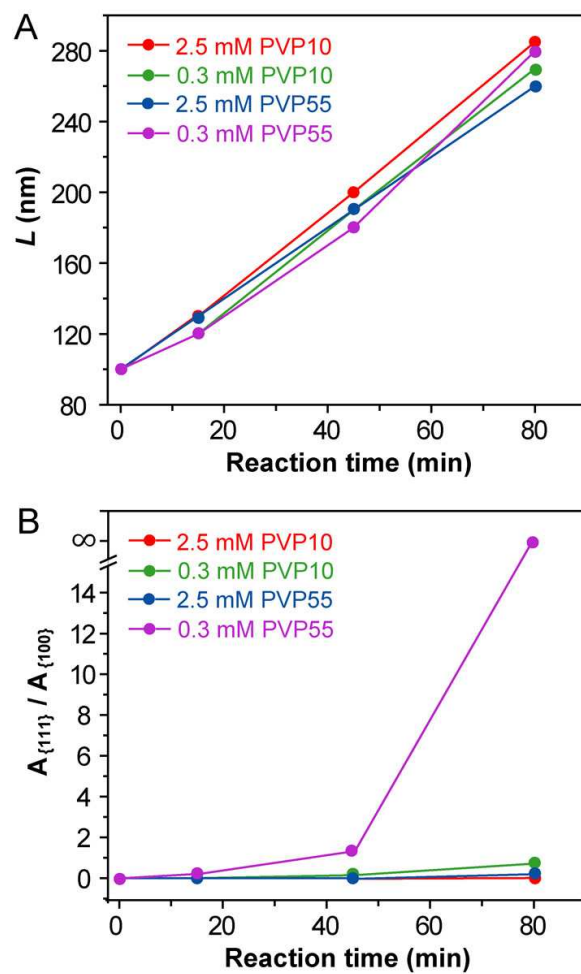 A
280
240
200
160
120
80
L (nm)
2.5 mM PVP10
0.3 mM PVP10
2.5 mM PVP55
0.3 mM PVP55
0 20 40 60 80
Reaction time (min)
B
∞
14
12
10
8
6
4
2
0
A{111} / A{100}
2.5 mM PVP10
0.3 mM PVP10
2.5 mM PVP55
0.3 mM PVP55
0 20 40 60 80
Reaction time (min)